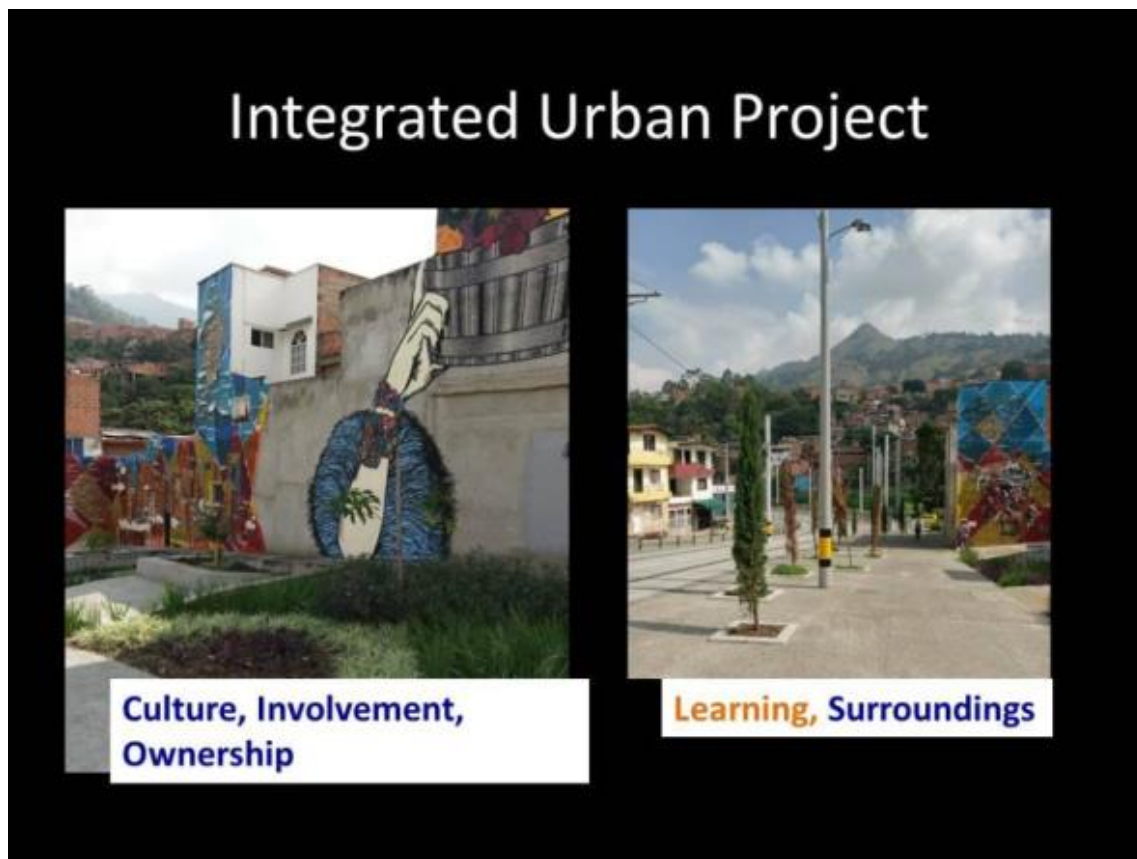 Integrated Urban Project
Culture, Involvement,
Ownership
Learning, Surroundings